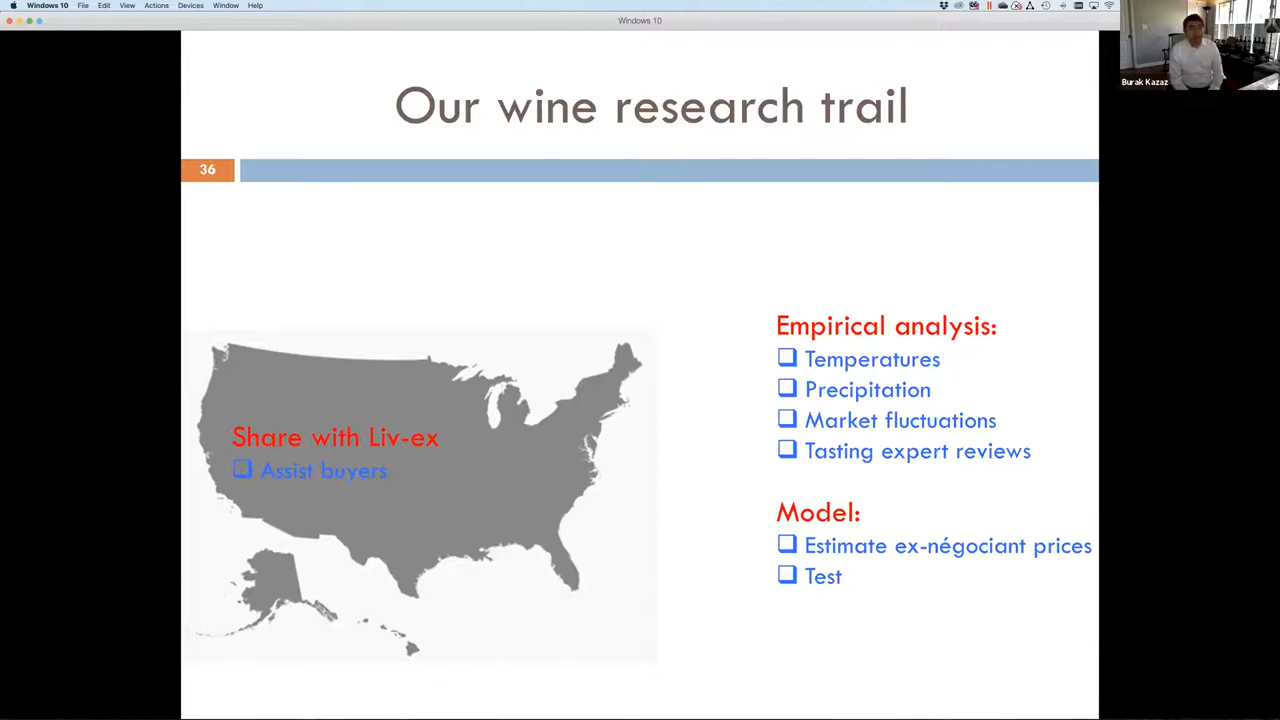 Windows 10 File Edit View Actions Devices Window Help
Windows 10
Burak Kazaz
Our wine research trail
36
Share with Liv-ex
Assist buyers
Empirical analysis:
Temperatures
Precipitation
Market fluctuations
Tasting expert reviews
Model:
Estimate ex-négociant prices
Test